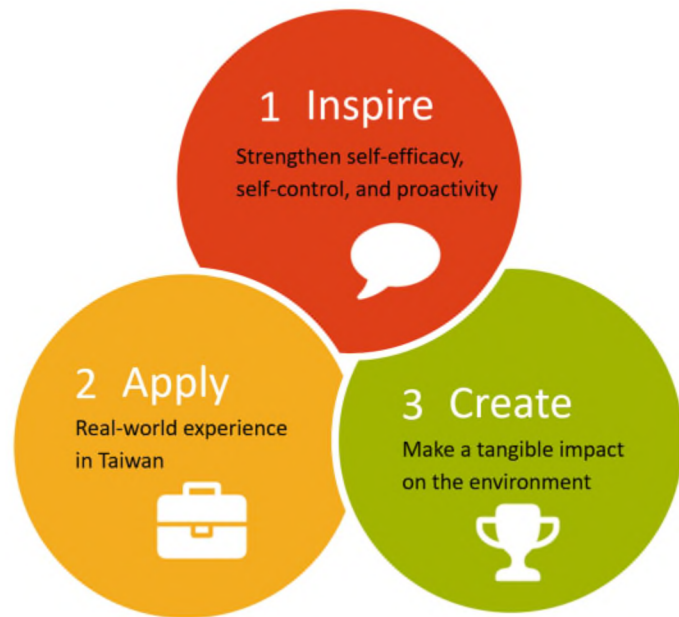 1 Inspire
Strengthen self-efficacy,
self-control, and proactivity
2 Apply
Real-world experience
in Taiwan
3 Create
Make a tangible impact
on the environment